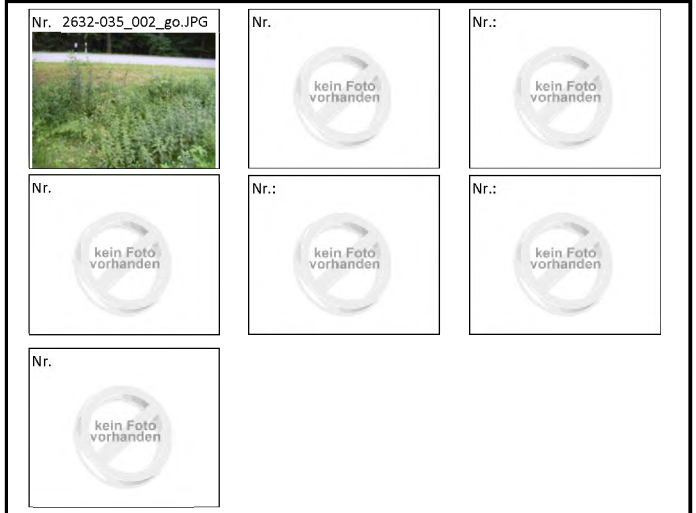 Nr. 2632-035_002_go.JPG
Nr.
Nr.:
kein Foto
vorhanden
kein Foto
vorhanden
Nr.
Nr.:
Nr.:
kein Foto
vorhanden
kein Foto
vorhanden
kein Foto
vorhanden
Nr.
kein Foto
vorhanden